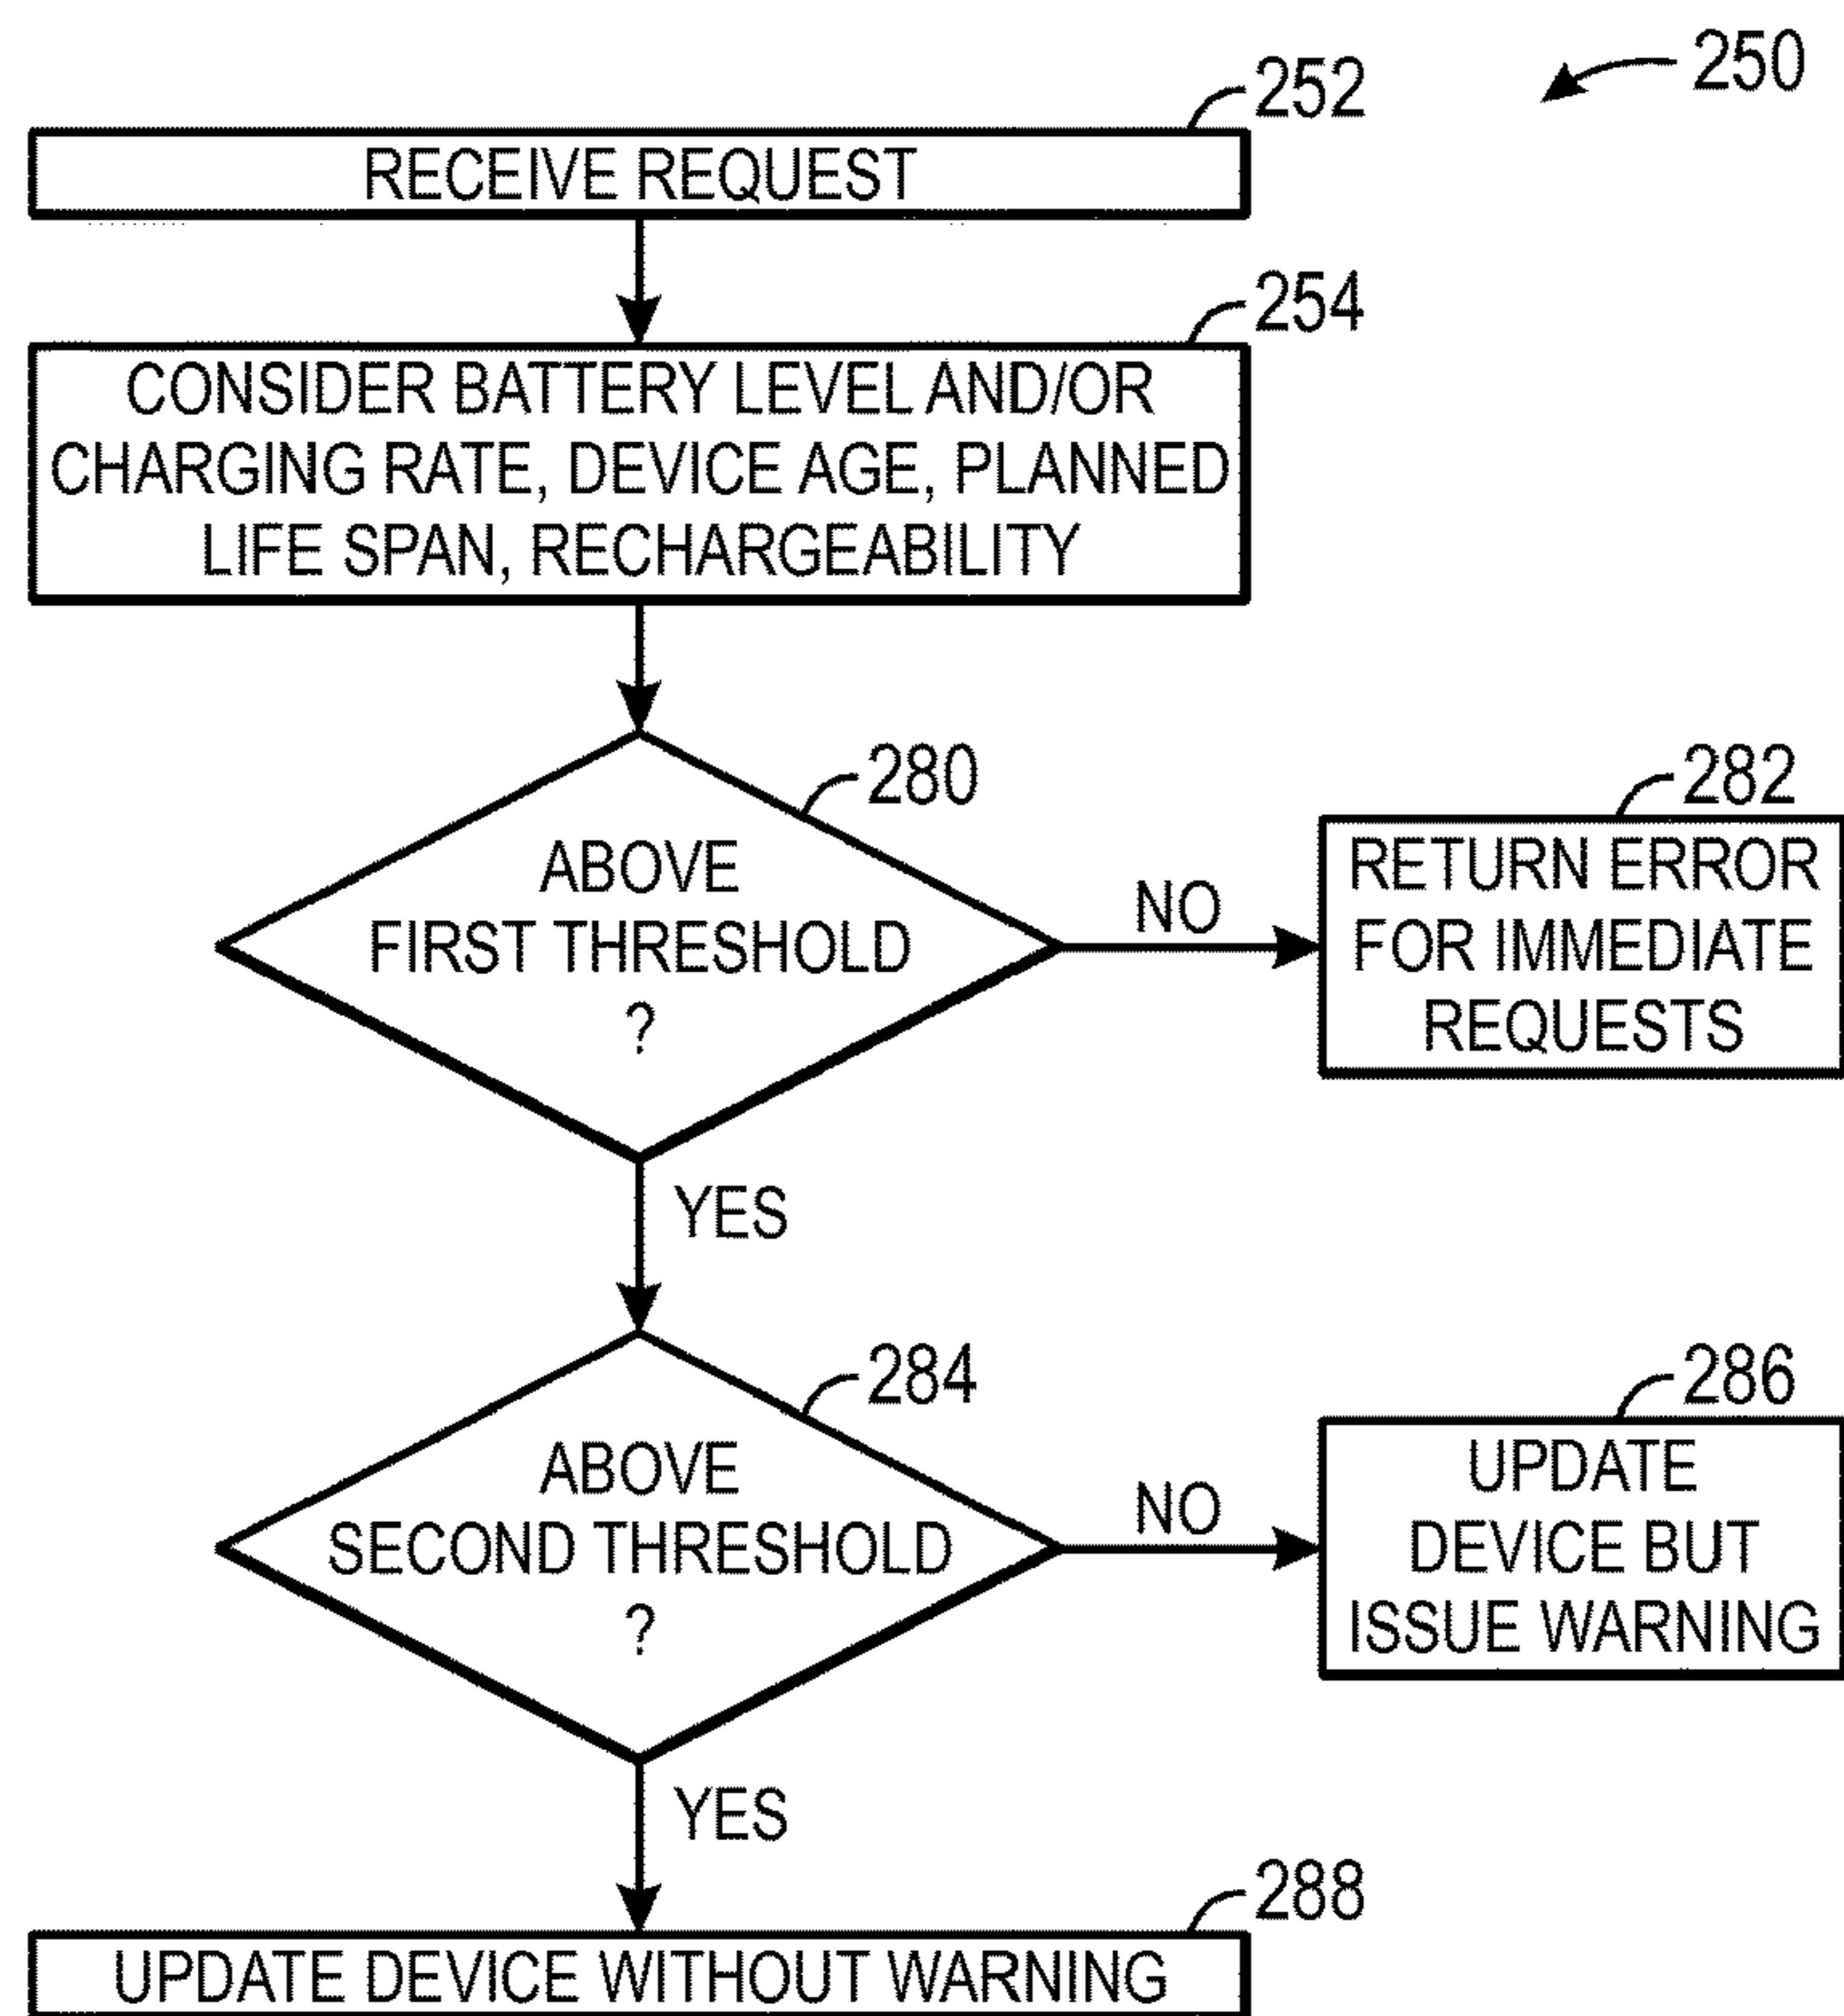 250
252
RECEIVE REQUEST
254
CONSIDER BATTERY LEVEL AND/OR
CHARGING RATE, DEVICE AGE, PLANNED
LIFE SPAN, RECHARGEABILITY
280
ABOVE
FIRST THRESHOLD
?
NO
282
RETURN ERROR
FOR IMMEDIATE
REQUESTS
YES
284
ABOVE
SECOND THRESHOLD
?
NO
286
UPDATE
DEVICE BUT
ISSUE WARNING
YES
288
UPDATE DEVICE WITHOUT WARNING